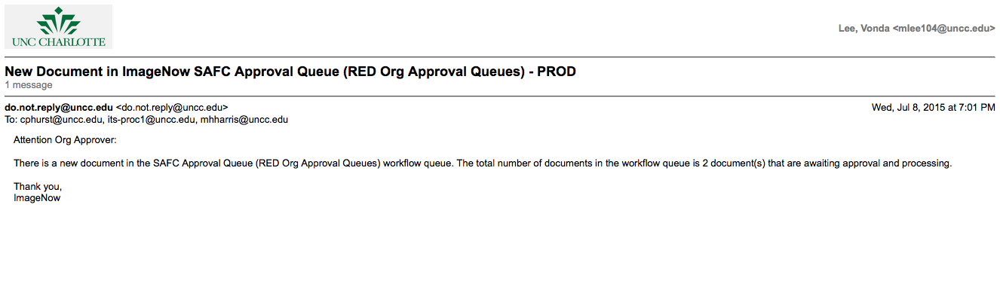 UNC CHARLOTTE
Lee, Vonda <mlee104@uncc.edu>
New Document in ImageNow SAFC Approval Queue (RED Org Approval Queues) - PROD
1 message
do.not.reply@uncc.edu <do.not.reply@uncc.edu>
Wed, Jul 8, 2015 at 7:01 PM
To: cphurst@uncc.edu, its-proc1@uncc.edu, mhharris@uncc.edu
Attention Org Approver:
There is a new document in the SAFC Approval Queue (RED Org Approval Queues) workflow queue. The total number of documents in the workflow queue is 2 document(s) that are awaiting approval and processing.
Thank you,
ImageNow